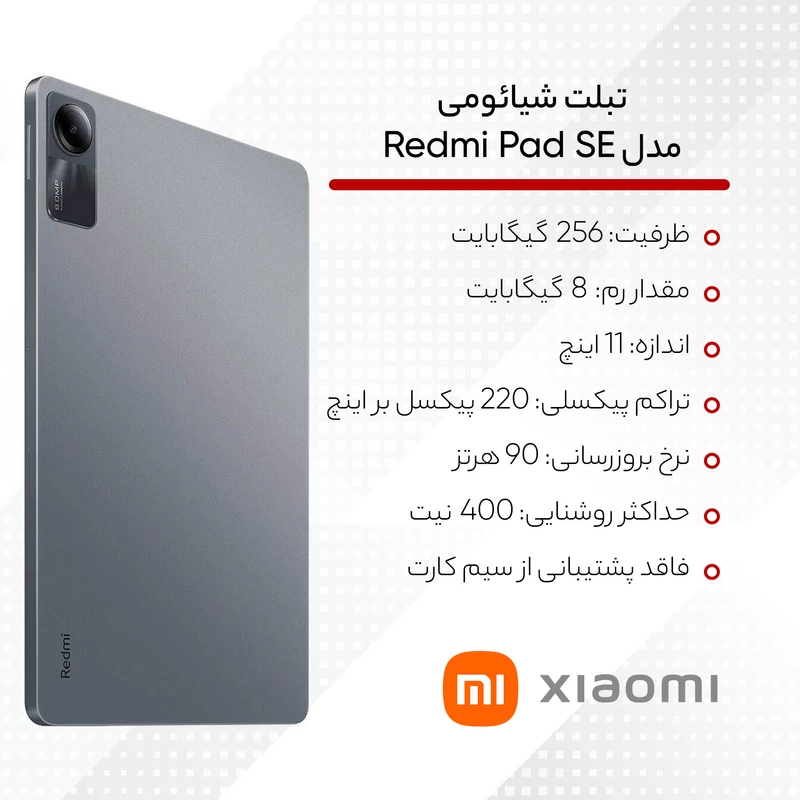 تبلت شیائومی
مدل Redmi Pad SE
ظرفیت: 256 گیگابایت
مقدار رم: 8 گیگابایت
اندازه: 11 اینچ
تراکم پیکسلی: 220 پیکسل بر اینچ
نرخ بروزرسانی: 90 هرتز
حداکثر روشنایی: 400 نیت
فاقد پشتیبانی از سیم کارت
8.0MP
Redmi
mi xiaomi